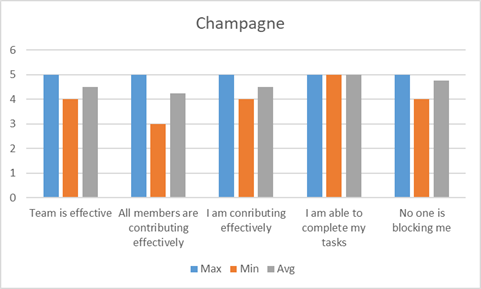 Champagne
6
5
4
3
2
1
0
Team is effective
All members are
contributing
effectively
I am conributing
effectively
I am able to
complete my
tasks
No one is
blocking me
Max Min Avg